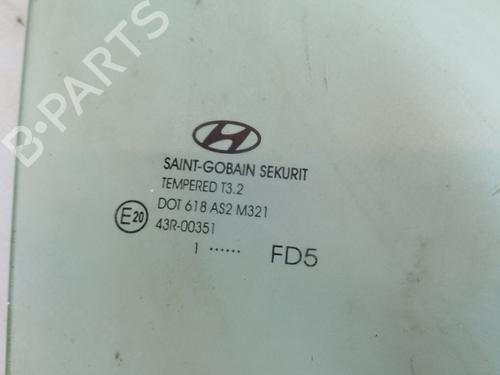 B-PARTS
SAINT-GOBAIN SEKURIT
TEMPERED T3.2
DOT 618 AS2 M321
E20 43R-00351
1 ...... FD5